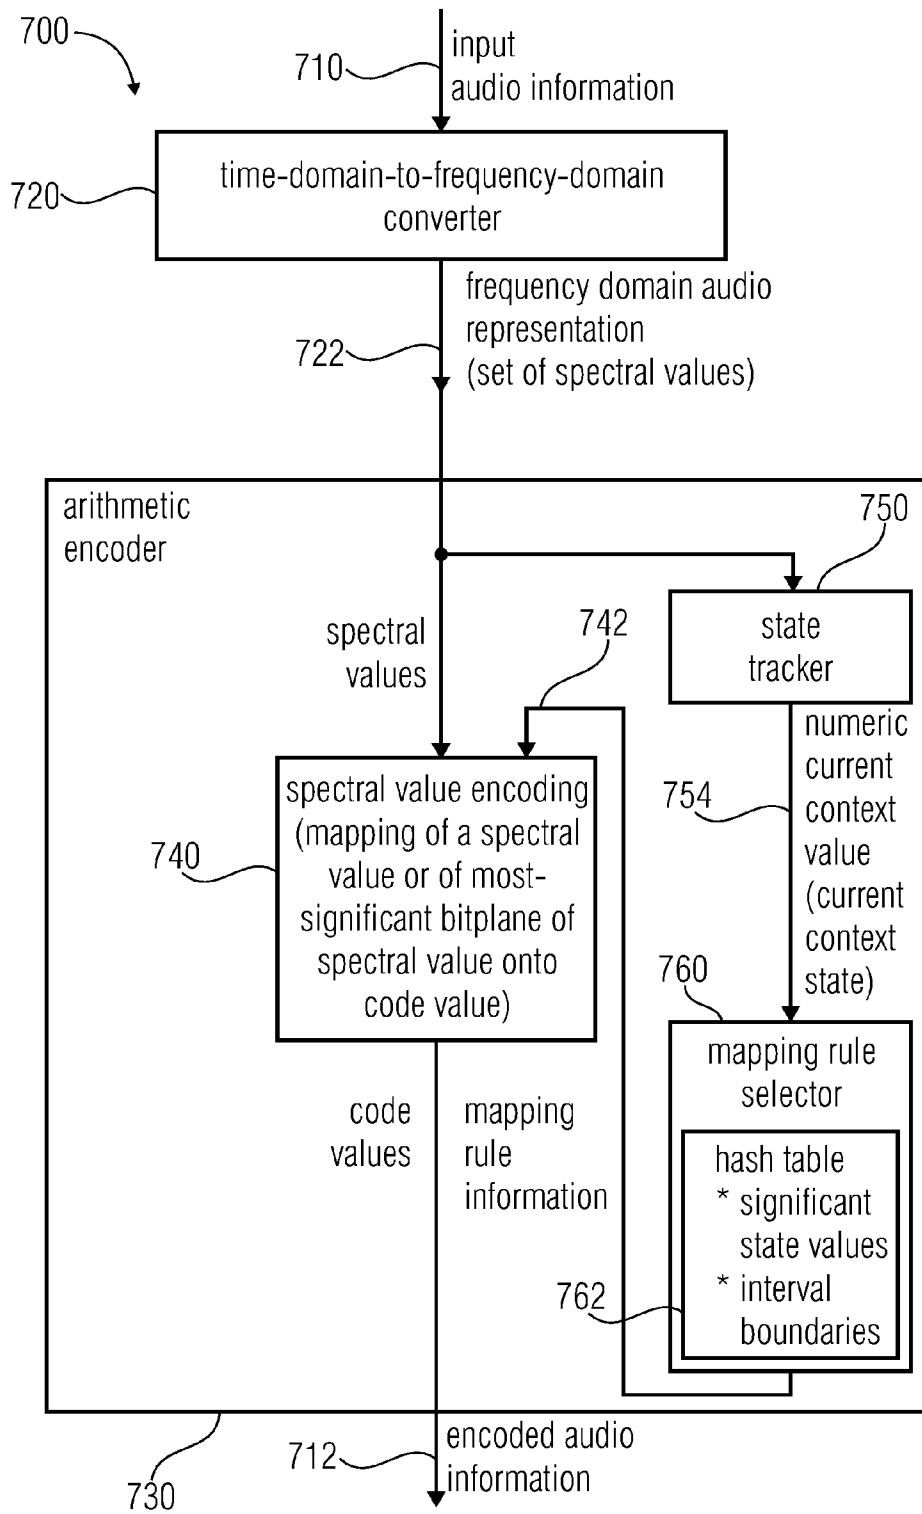 700
710
input
audio information
720
time-domain-to-frequency-domain
converter
722
frequency domain audio
representation
(set of spectral values)
arithmetic
encoder
750
state
tracker
spectral
values
742
754
numeric
current
context
value
(current
context
state)
740
spectral value encoding
(mapping of a spectral
value or of most-
significant bitplane of
spectral value onto
code value)
760
mapping rule
selector
hash table
* significant
state values
* interval
boundaries
762
code
values
mapping
rule
information
712
encoded audio
information
730